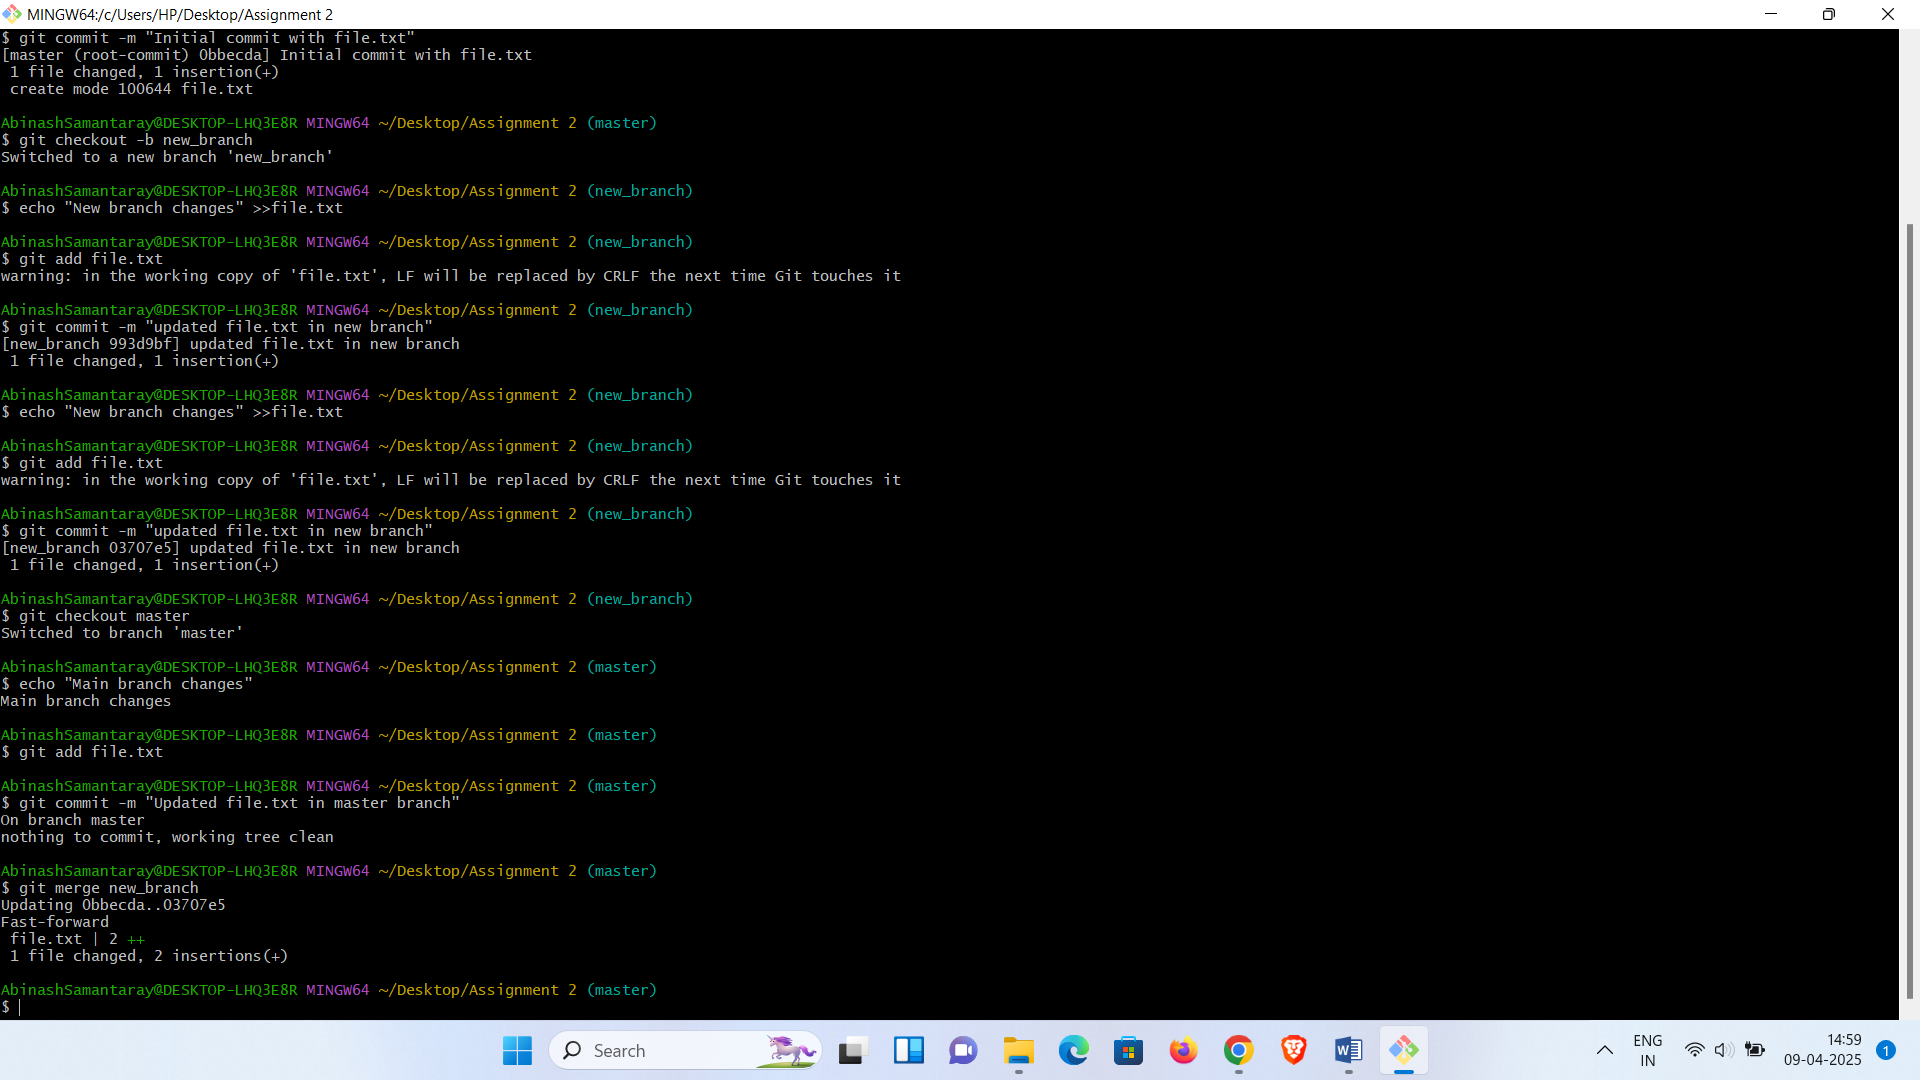 MINGW64:/c/Users/HP/Desktop/Assignment 2
$ git commit -m "Initial commit with file.txt"
[master (root-commit) 0bbecda] Initial commit with file.txt
 1 file changed, 1 insertion(+)
 create mode 100644 file.txt
AbinashSamantaray@DESKTOP-LHQ3E8R MINGW64 ~/Desktop/Assignment 2 (master)
$ git checkout -b new_branch
Switched to a new branch 'new_branch'
AbinashSamantaray@DESKTOP-LHQ3E8R MINGW64 ~/Desktop/Assignment 2 (new_branch)
$ echo "New branch changes" >>file.txt
AbinashSamantaray@DESKTOP-LHQ3E8R MINGW64 ~/Desktop/Assignment 2 (new_branch)
$ git add file.txt
warning: in the working copy of 'file.txt', LF will be replaced by CRLF the next time Git touches it
AbinashSamantaray@DESKTOP-LHQ3E8R MINGW64 ~/Desktop/Assignment 2 (new_branch)
$ git commit -m "updated file.txt in new branch"
[new_branch 993d9bf] updated file.txt in new branch
 1 file changed, 1 insertion(+)
AbinashSamantaray@DESKTOP-LHQ3E8R MINGW64 ~/Desktop/Assignment 2 (new_branch)
$ echo "New branch changes" >>file.txt
AbinashSamantaray@DESKTOP-LHQ3E8R MINGW64 ~/Desktop/Assignment 2 (new_branch)
$ git add file.txt
warning: in the working copy of 'file.txt', LF will be replaced by CRLF the next time Git touches it
AbinashSamantaray@DESKTOP-LHQ3E8R MINGW64 ~/Desktop/Assignment 2 (new_branch)
$ git commit -m "updated file.txt in new branch"
[new_branch 03707e5] updated file.txt in new branch
 1 file changed, 1 insertion(+)
AbinashSamantaray@DESKTOP-LHQ3E8R MINGW64 ~/Desktop/Assignment 2 (new_branch)
$ git checkout master
Switched to branch 'master'
AbinashSamantaray@DESKTOP-LHQ3E8R MINGW64 ~/Desktop/Assignment 2 (master)
$ echo "Main branch changes"
Main branch changes
AbinashSamantaray@DESKTOP-LHQ3E8R MINGW64 ~/Desktop/Assignment 2 (master)
$ git add file.txt
AbinashSamantaray@DESKTOP-LHQ3E8R MINGW64 ~/Desktop/Assignment 2 (master)
$ git commit -m "Updated file.txt in master branch"
On branch master
nothing to commit, working tree clean
AbinashSamantaray@DESKTOP-LHQ3E8R MINGW64 ~/Desktop/Assignment 2 (master)
$ git merge new_branch
Updating 0bbecda..03707e5
Fast-forward
 file.txt | 2 ++
 1 file changed, 2 insertions(+)
AbinashSamantaray@DESKTOP-LHQ3E8R MINGW64 ~/Desktop/Assignment 2 (master)
$
Search
ENG
IN
14:59
09-04-2025
1